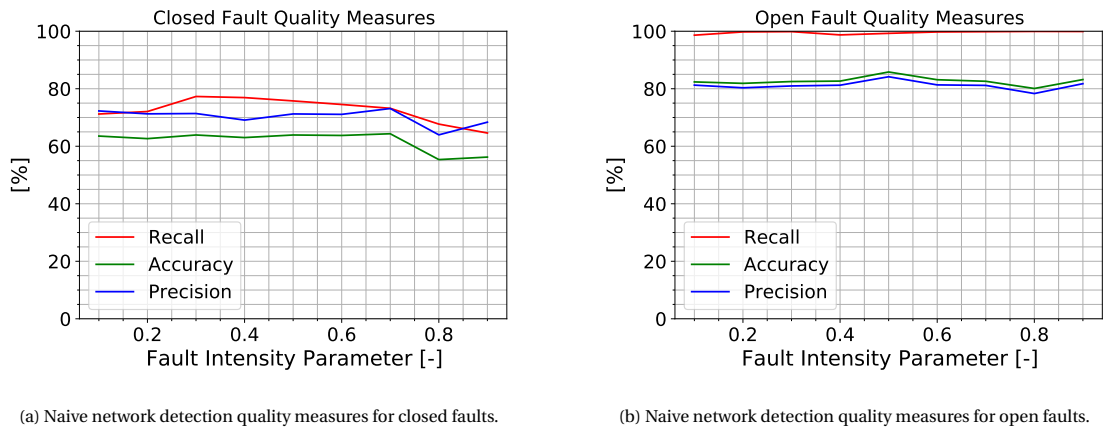 Closed Fault Quality Measures
100
80
60
40
20
0
[%]
Recall
Accuracy
Precision
0.2 0.4 0.6 0.8
Fault Intensity Parameter [-]
(a) Naive network detection quality measures for closed faults.
Open Fault Quality Measures
100
80
60
40
20
0
[%]
Recall
Accuracy
Precision
0.2 0.4 0.6 0.8
Fault Intensity Parameter [-]
(b) Naive network detection quality measures for open faults.